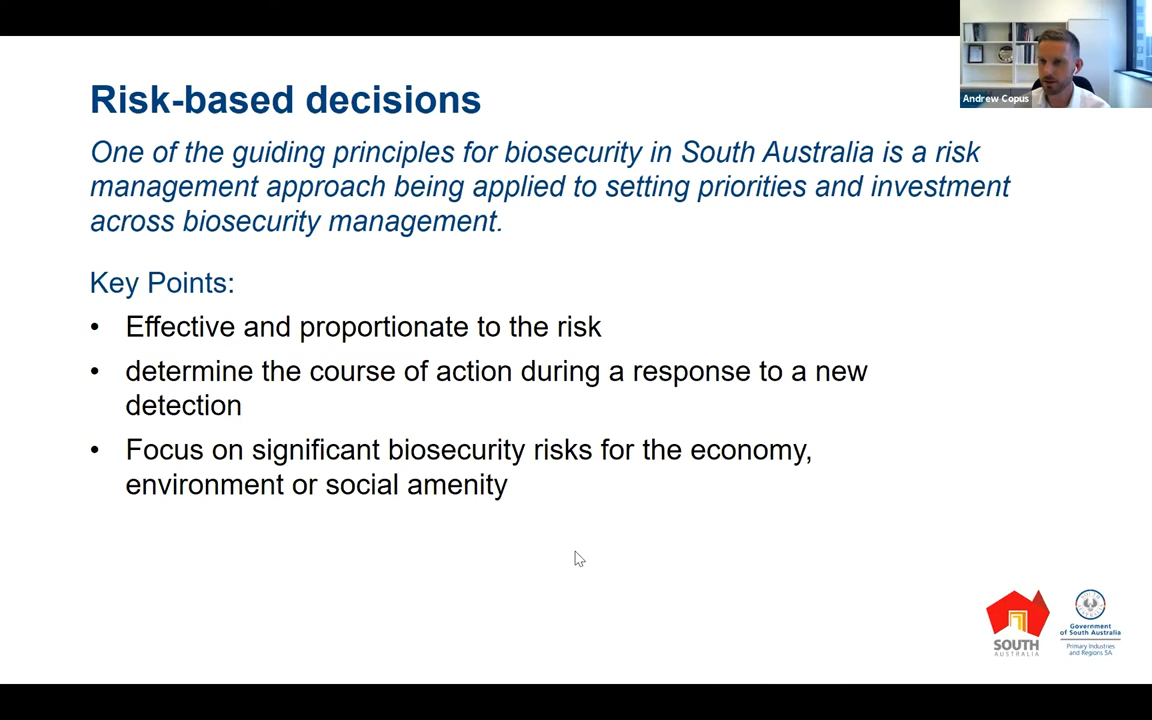 Risk-based decisions
One of the guiding principles for biosecurity in South Australia is a risk
management approach being applied to setting priorities and investment
across biosecurity management.
Key Points:
• Effective and proportionate to the risk
• determine the course of action during a response to a new
detection
• Focus on significant biosecurity risks for the economy,
environment or social amenity
Andrew Copus
SOUTH
AUSTRALIA
Government
of South Australia
Primary Industries
and Regions SA